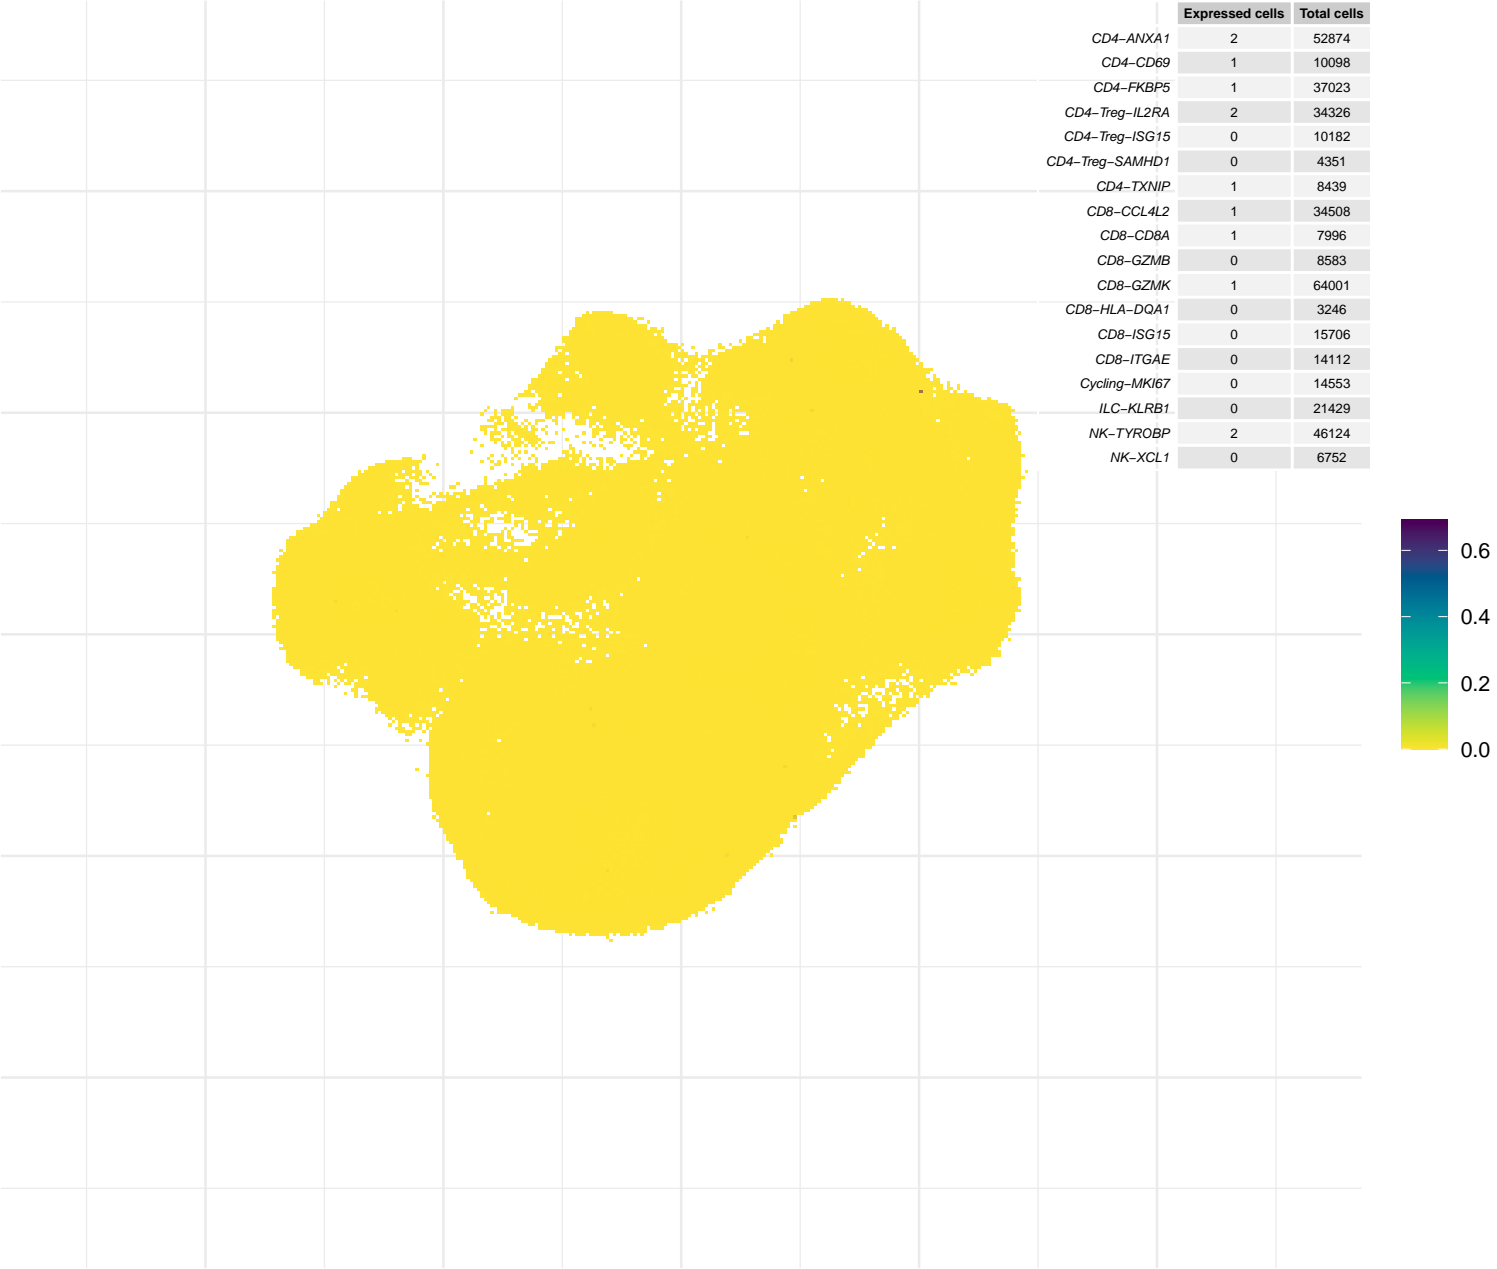 Expressed cells Total cells
CD4−ANXA1 2 52874
CD4−CD69 1 10098
CD4−FKBP5 1 37023
CD4−Treg−IL2RA 2 34326
CD4−Treg−ISG15 0 10182
CD4−Treg−SAMHD1 0 4351
CD4−TXNIP 1 8439
CD8−CCL4L2 1 34508
CD8−CD8A 1 7996
CD8−GZMB 0 8583
CD8−GZMK 1 64001
CD8−HLA−DQA1 0 3246
CD8−ISG15 0 15706
CD8−ITGAE 0 14112
Cycling−MKI67 0 14553
ILC−KLRB1 0 21429
NK−TYROBP 2 46124
NK−XCL1 0 6752
0.6
0.4
0.2
0.0